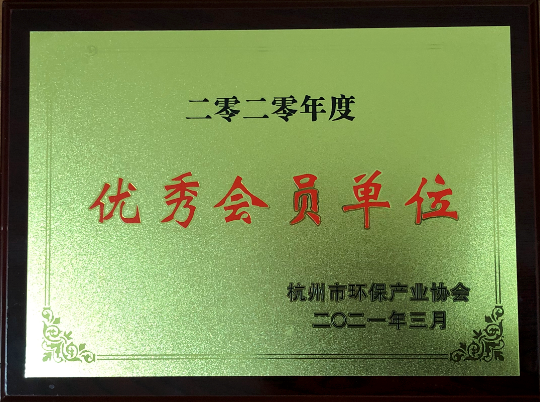 二零二零年度
优秀会员单位
杭州市环保产业协会
二〇二一年三月